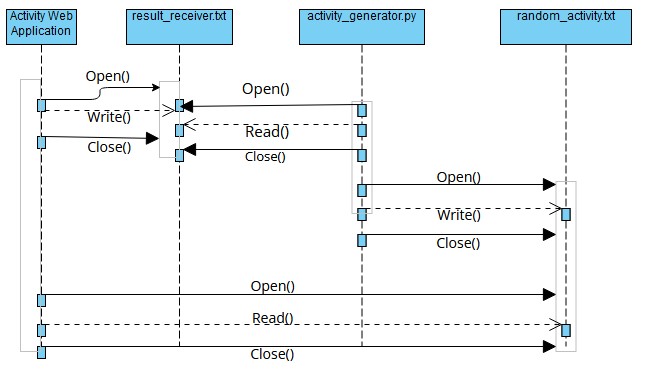 Activity Web
Application
result_receiver.txt
activity_generator.py
random_activity.txt
Open()
Open()
Write()
Read()
Close()
Close()
Open()
Write()
Close()
Open()
Read()
Close()